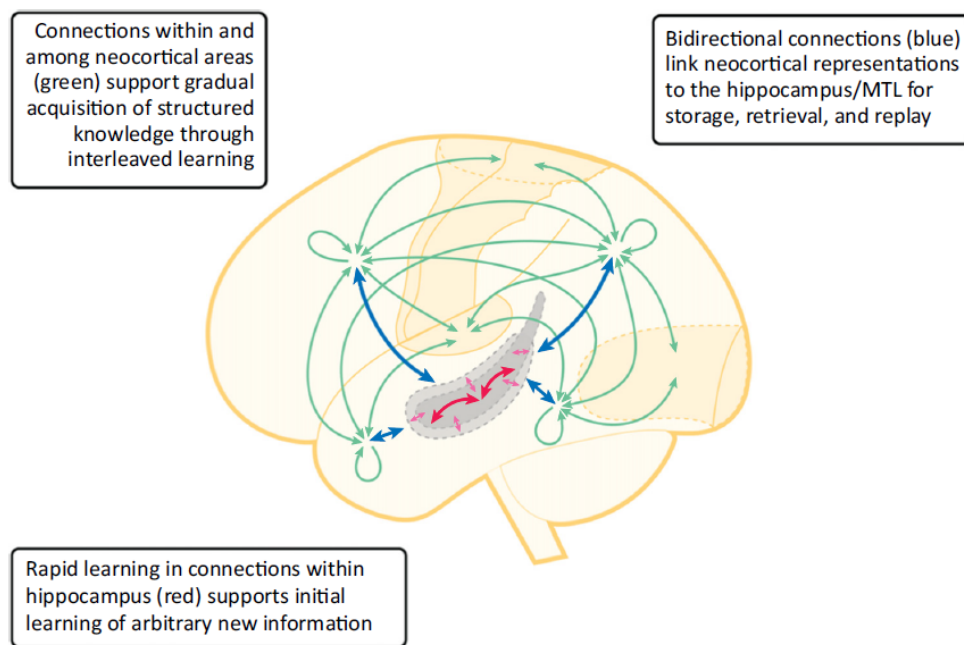 Connections within and
among neocortical areas
(green) support gradual
acquisition of structured
knowledge through
interleaved learning
Bidirectional connections (blue)
link neocortical representations
to the hippocampus/MTL for
storage, retrieval, and replay
Rapid learning in connections within
hippocampus (red) supports initial
learning of arbitrary new information